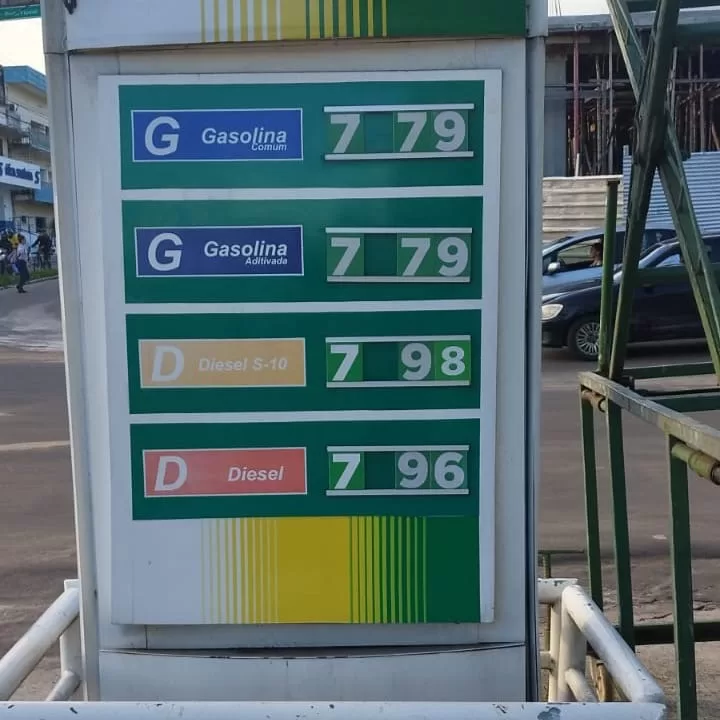 G Gasolina Comum 7 79
G Gasolina Aditivada 7 79
D Diesel S-10 7 98
D Diesel 7 96